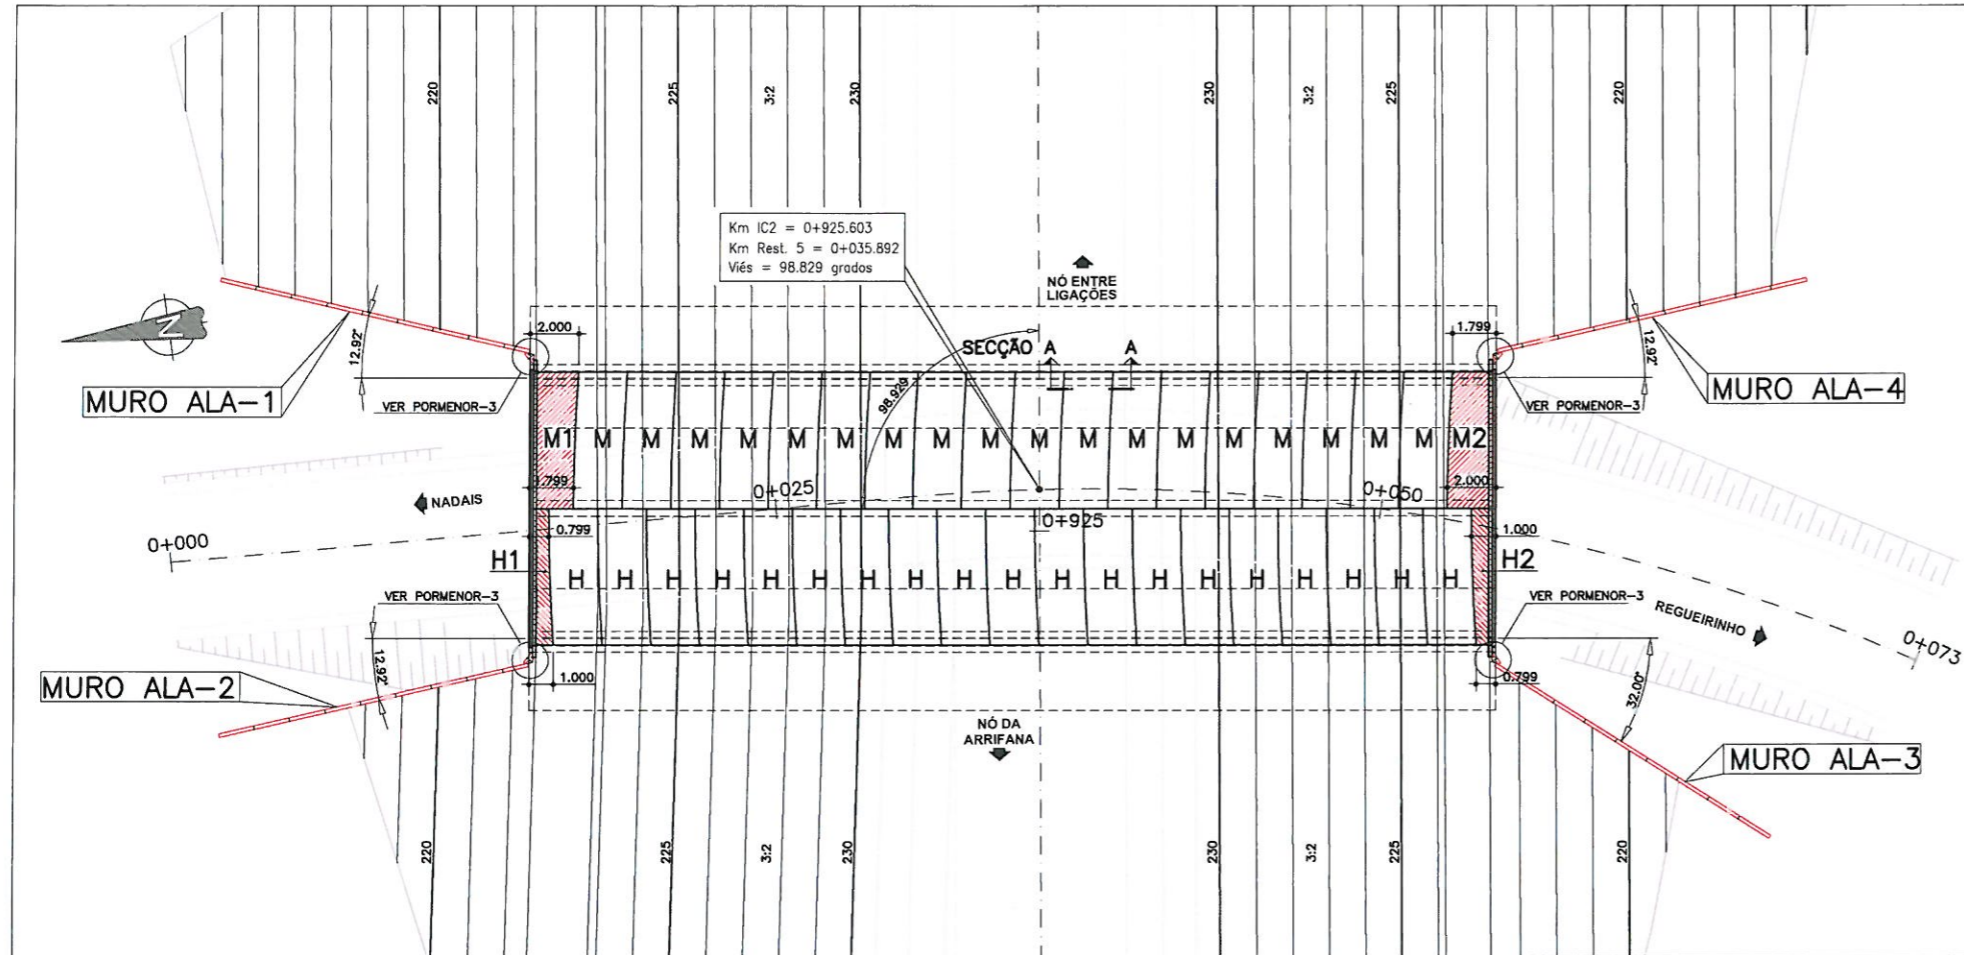 220
225
3:2
230
230
3:2
225
220
Km IC2 = 0+925.603
Km Rest. 5 = 0+035.892
Viés = 98.829 grados
NÓ ENTRE
LIGAÇÕES
N
12.92°
2.000
SECÇÃO A A
1.799
12.92°
MURO ALA-1
VER PORMENOR-3
98.929
VER PORMENOR-3
MURO ALA-4
M1 M M M M M M M M M M M M M M M M M M M2
1.799
0+025
0+050
2.000
NADAIS
0+000
0.799
0+925
1.000
H1
H H H H H H H H H H H H H H H H H H H
H2
VER PORMENOR-3
VER PORMENOR-3
REGUEIRINHO
0+073
12.92°
MURO ALA-2
1.000
0.799
32.00°
NÓ DA
ARRIFANA
MURO ALA-3
220
225
3:2
230
230
3:2
225
220